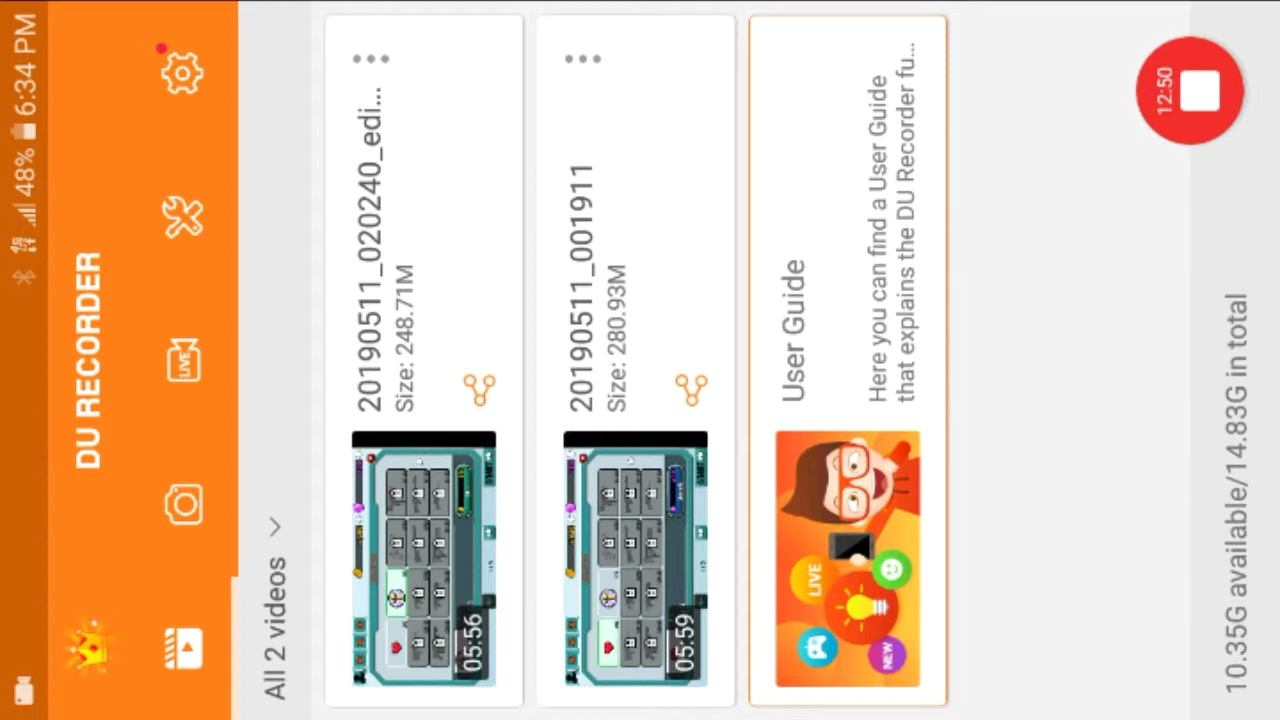 48% 6:34 PM
DU RECORDER
LIVE
All 2 videos
20190511_020240_edi...
Size: 248.71M
05:56
20190511_001911
Size: 280.93M
05:59
User Guide
Here you can find a User Guide
that explains the DU Recorder fu...
LIVE
NEW
12:50
10.35G available/14.83G in total